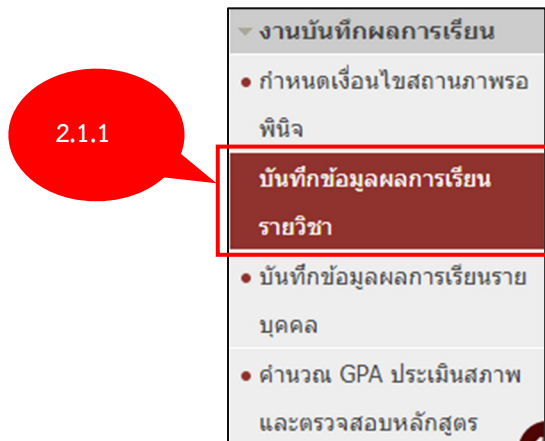 งานบันทึกผลการเรียน
กำหนดเงื่อนไขสถานภาพรอ
พินิจ
2.1.1
บันทึกข้อมูลผลการเรียน
รายวิชา
บันทึกข้อมูลผลการเรียนราย
บุคคล
คำนวณ GPA ประเมินสภาพ
และตรวจสอบหลักสูตร